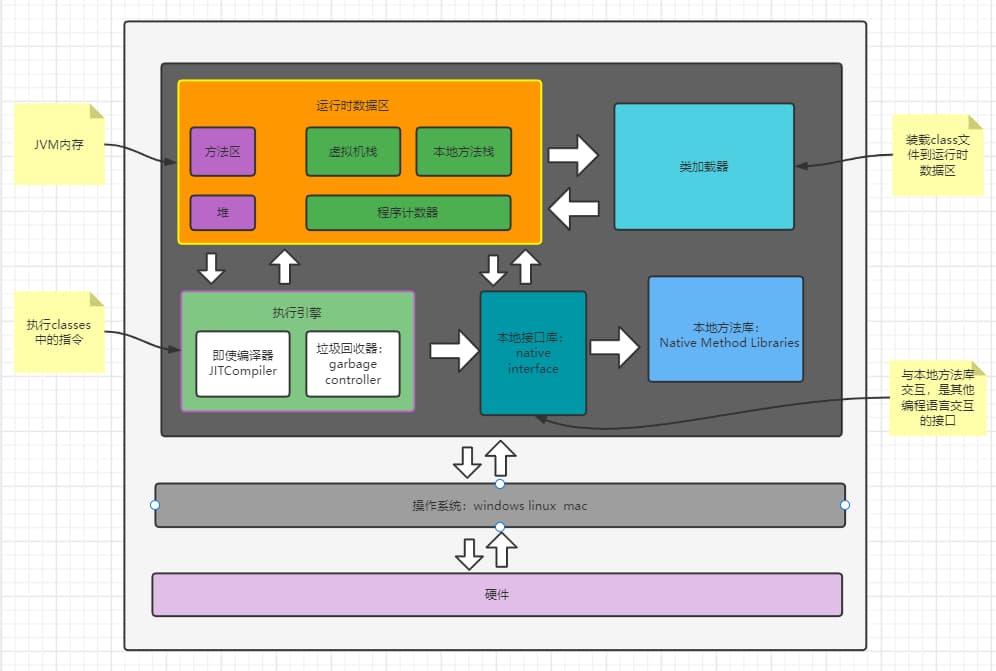 运行时数据区
JVM内存
方法区
虚拟机栈
本地方法栈
类加载器
装载class文
件到运行时
数据区
堆
程序计数器
执行classes
中的指令
执行引擎
即使编译器
JITCompiler
垃圾回收器：
garbage
controller
本地接口库：
native
interface
本地方法库：
Native Method Libraries
与本地方法库
交互，是其他
编程语言交互
的接口
操作系统：windows linux  mac
硬件